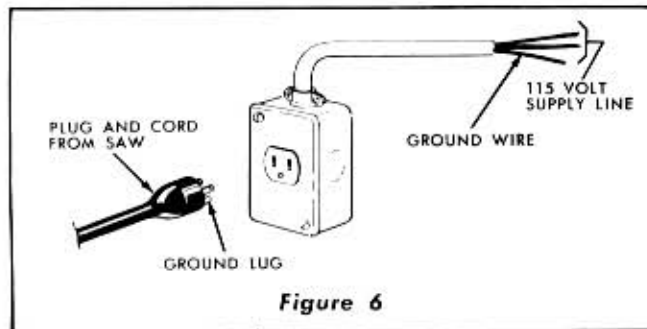 115 VOLT
SUPPLY LINE
GROUND WIRE
PLUG AND CORD
FROM SAW
GROUND LUG
Figure 6